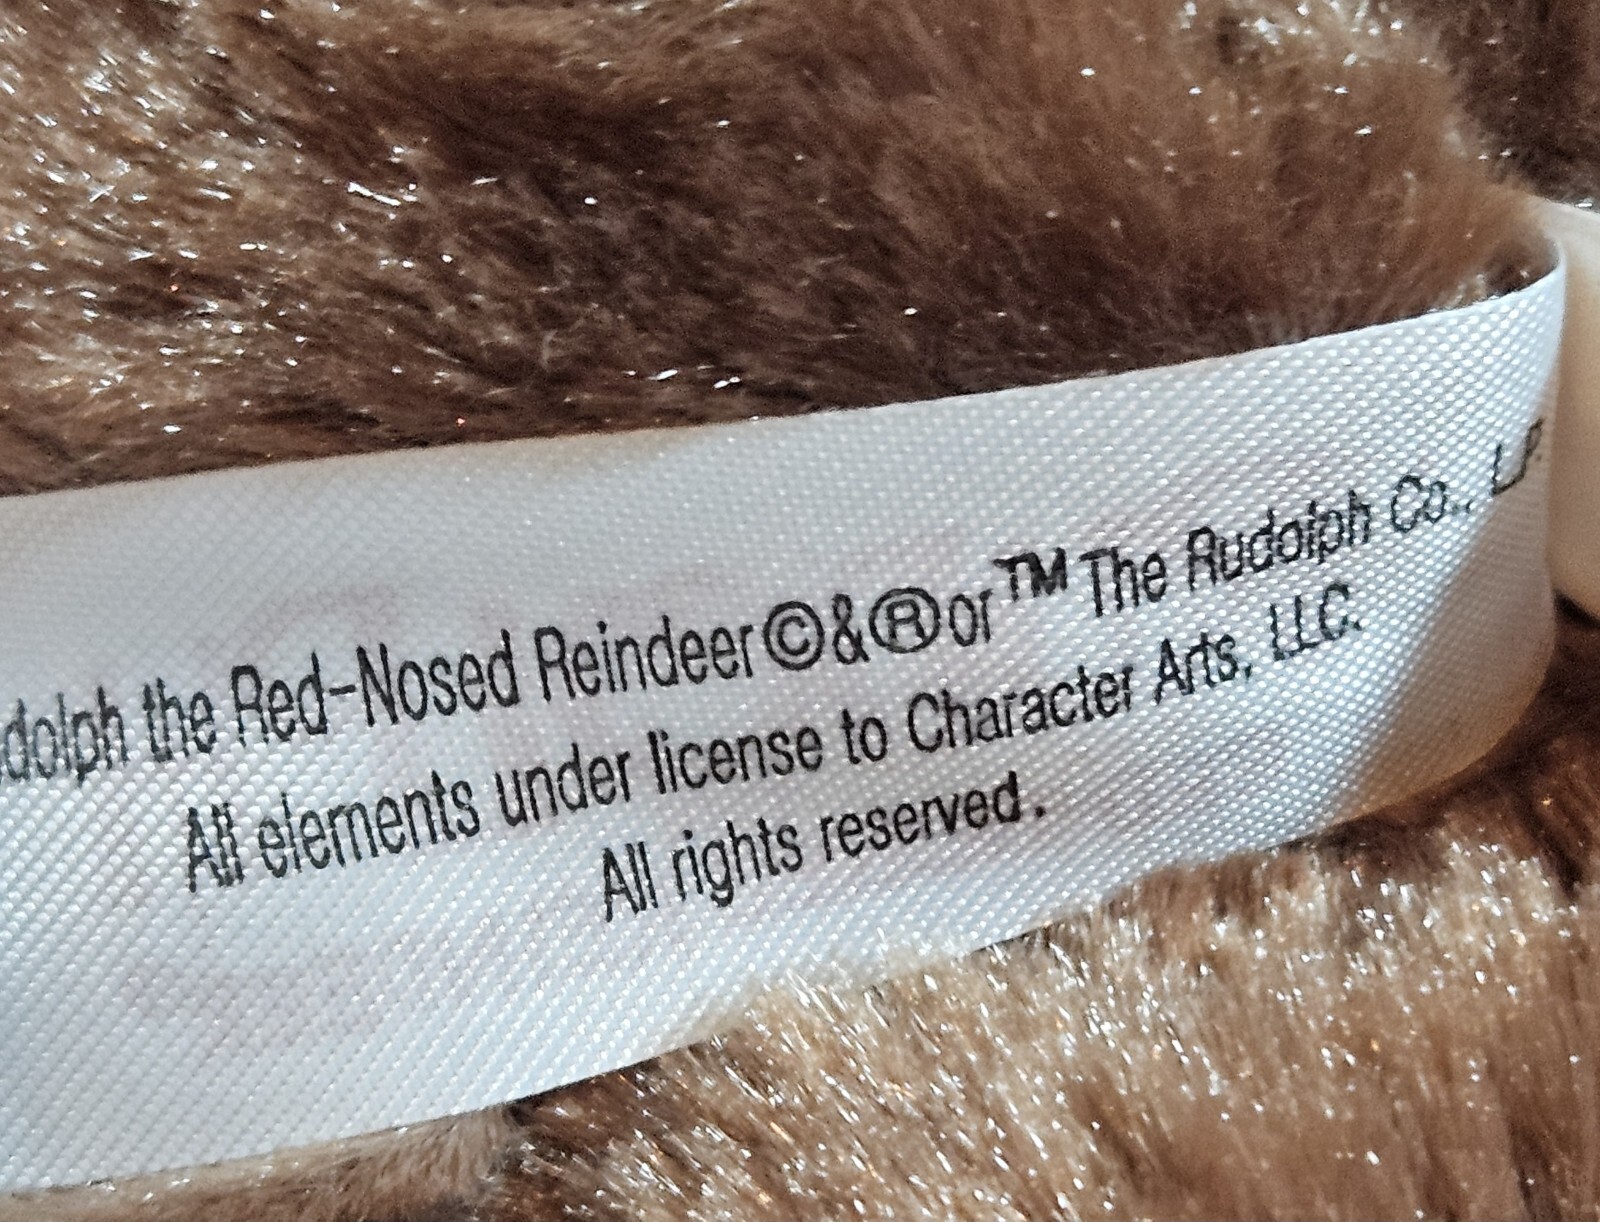 dolph the Red-Nosed Reindeer©&®or™ The Rudolph Co., L.P.
All elements under license to Character Arts, LLC.
All rights reserved.